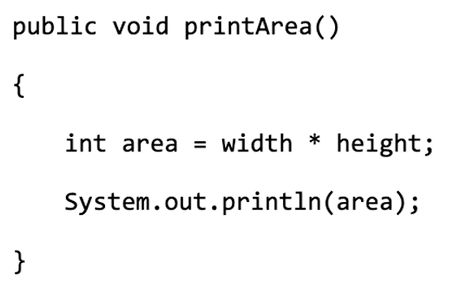 public void printArea()
{
    int area = width * height;
    System.out.println(area);
}